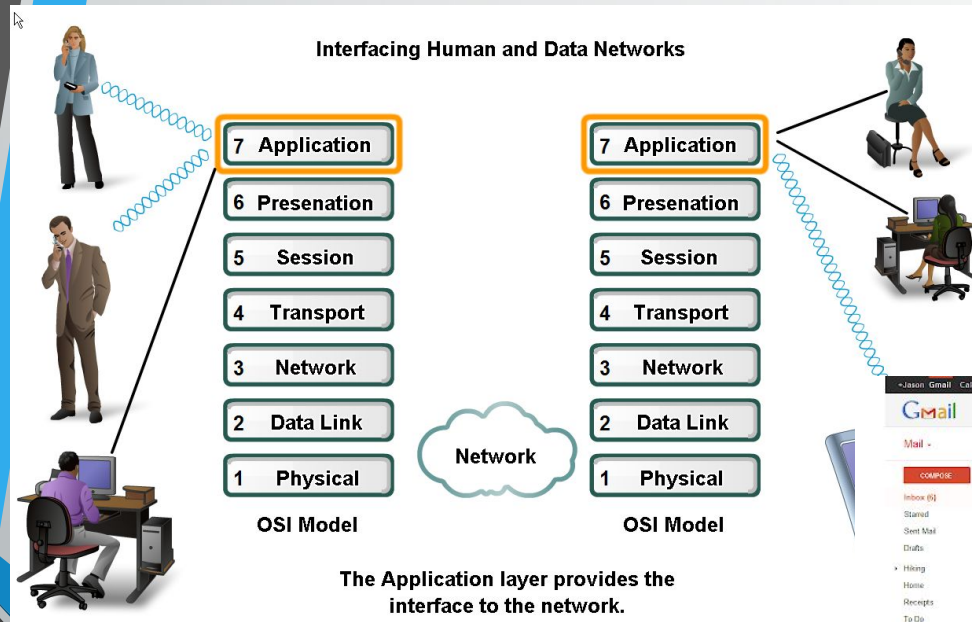 Interfacing Human and Data Networks
7 Application
6 Presenation
5 Session
4 Transport
3 Network
2 Data Link
1 Physical
OSI Model
Network
7 Application
6 Presenation
5 Session
4 Transport
3 Network
2 Data Link
1 Physical
OSI Model
The Application layer provides the
interface to the network.
+Jason Gmail Cal
GMail
Mail
COMPOSE
Inbox (6)
Starred
Sent Mail
Drafts
Hiking
Home
Receipts
To Do